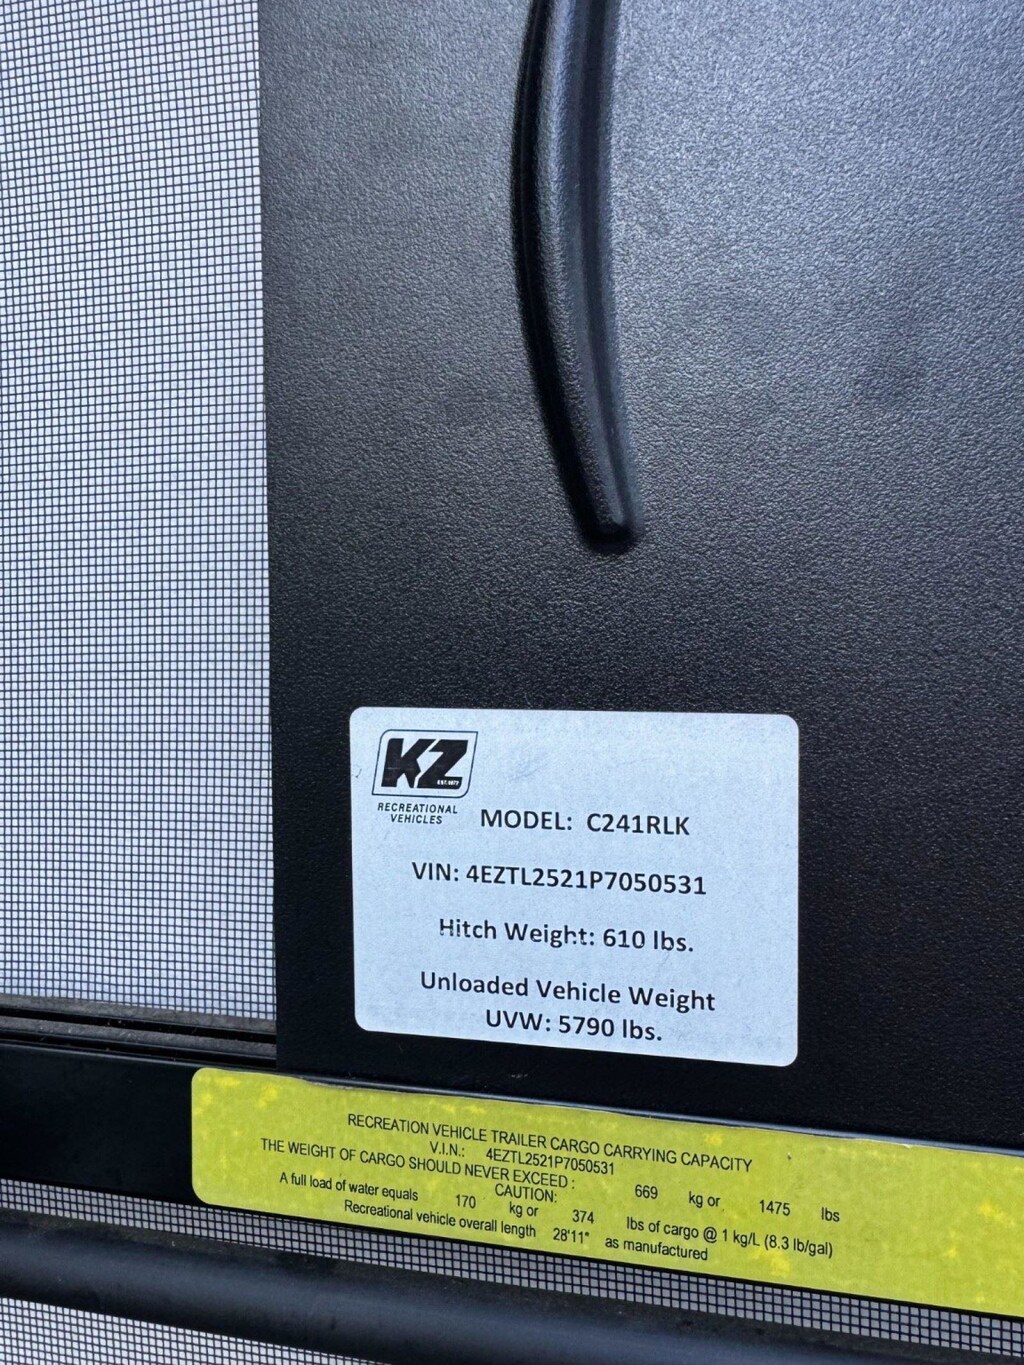 KZ
EST. 1972
RECREATIONAL
VEHICLES
MODEL: C241RLK
VIN: 4EZTL2521P7050531
Hitch Weight: 610 lbs.
Unloaded Vehicle Weight
UVW: 5790 lbs.
RECREATION VEHICLE TRAILER CARGO CARRYING CAPACITY
V.I.N.: 4EZTL2521P7050531
THE WEIGHT OF CARGO SHOULD NEVER EXCEED : 669 kg or 1475 lbs
CAUTION:
A full load of water equals 170 kg or 374 lbs of cargo @ 1 kg/L (8.3 lb/gal)
Recreational vehicle overall length 28'11" as manufactured